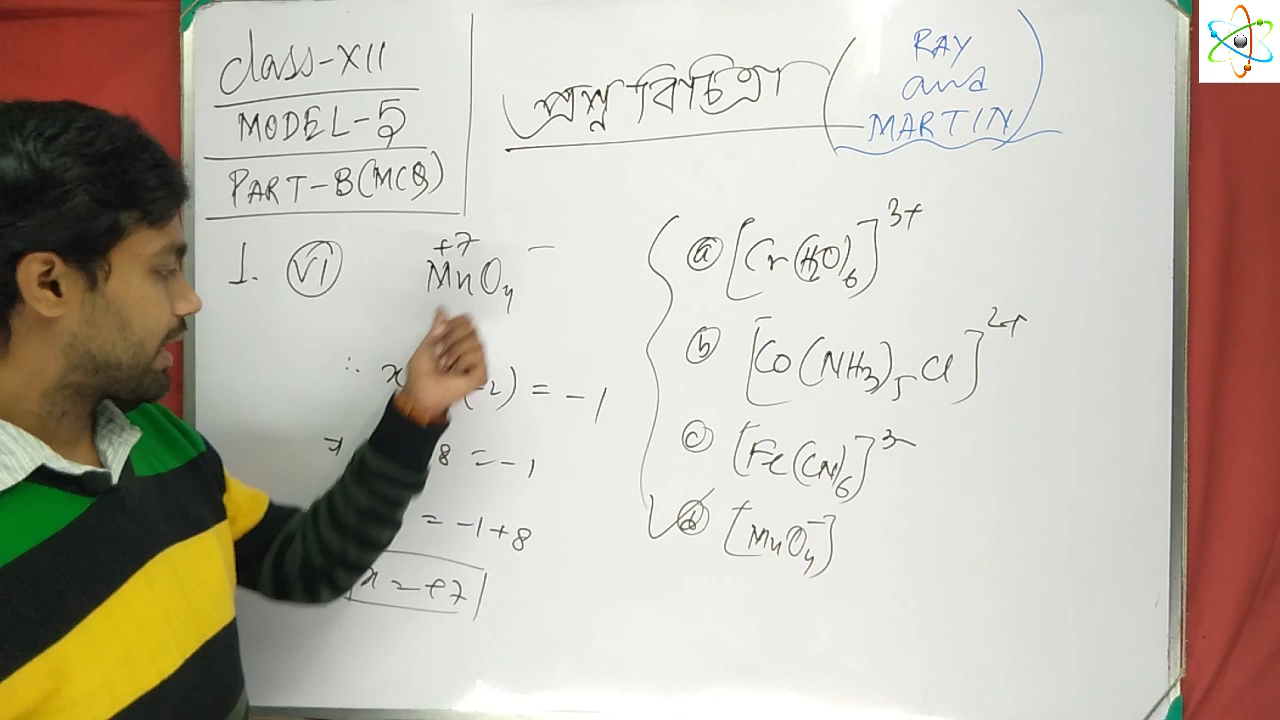 Class-XII
MODEL-5
PART-B(MCQ)
প্রশ্ন বিচিত্রা (RAY and MARTIN)
1. (VI) +7
MnO₄⁻
∴ x (-2) = -1
x 8 = -1
= -1+8
x = +7
(a) [Cr(H₂O)₆]³⁺
(b) [Co(NH₃)₅Cl]²⁺
(c) [Fe(CN)₆]³⁻
(d) [MnO₄⁻]